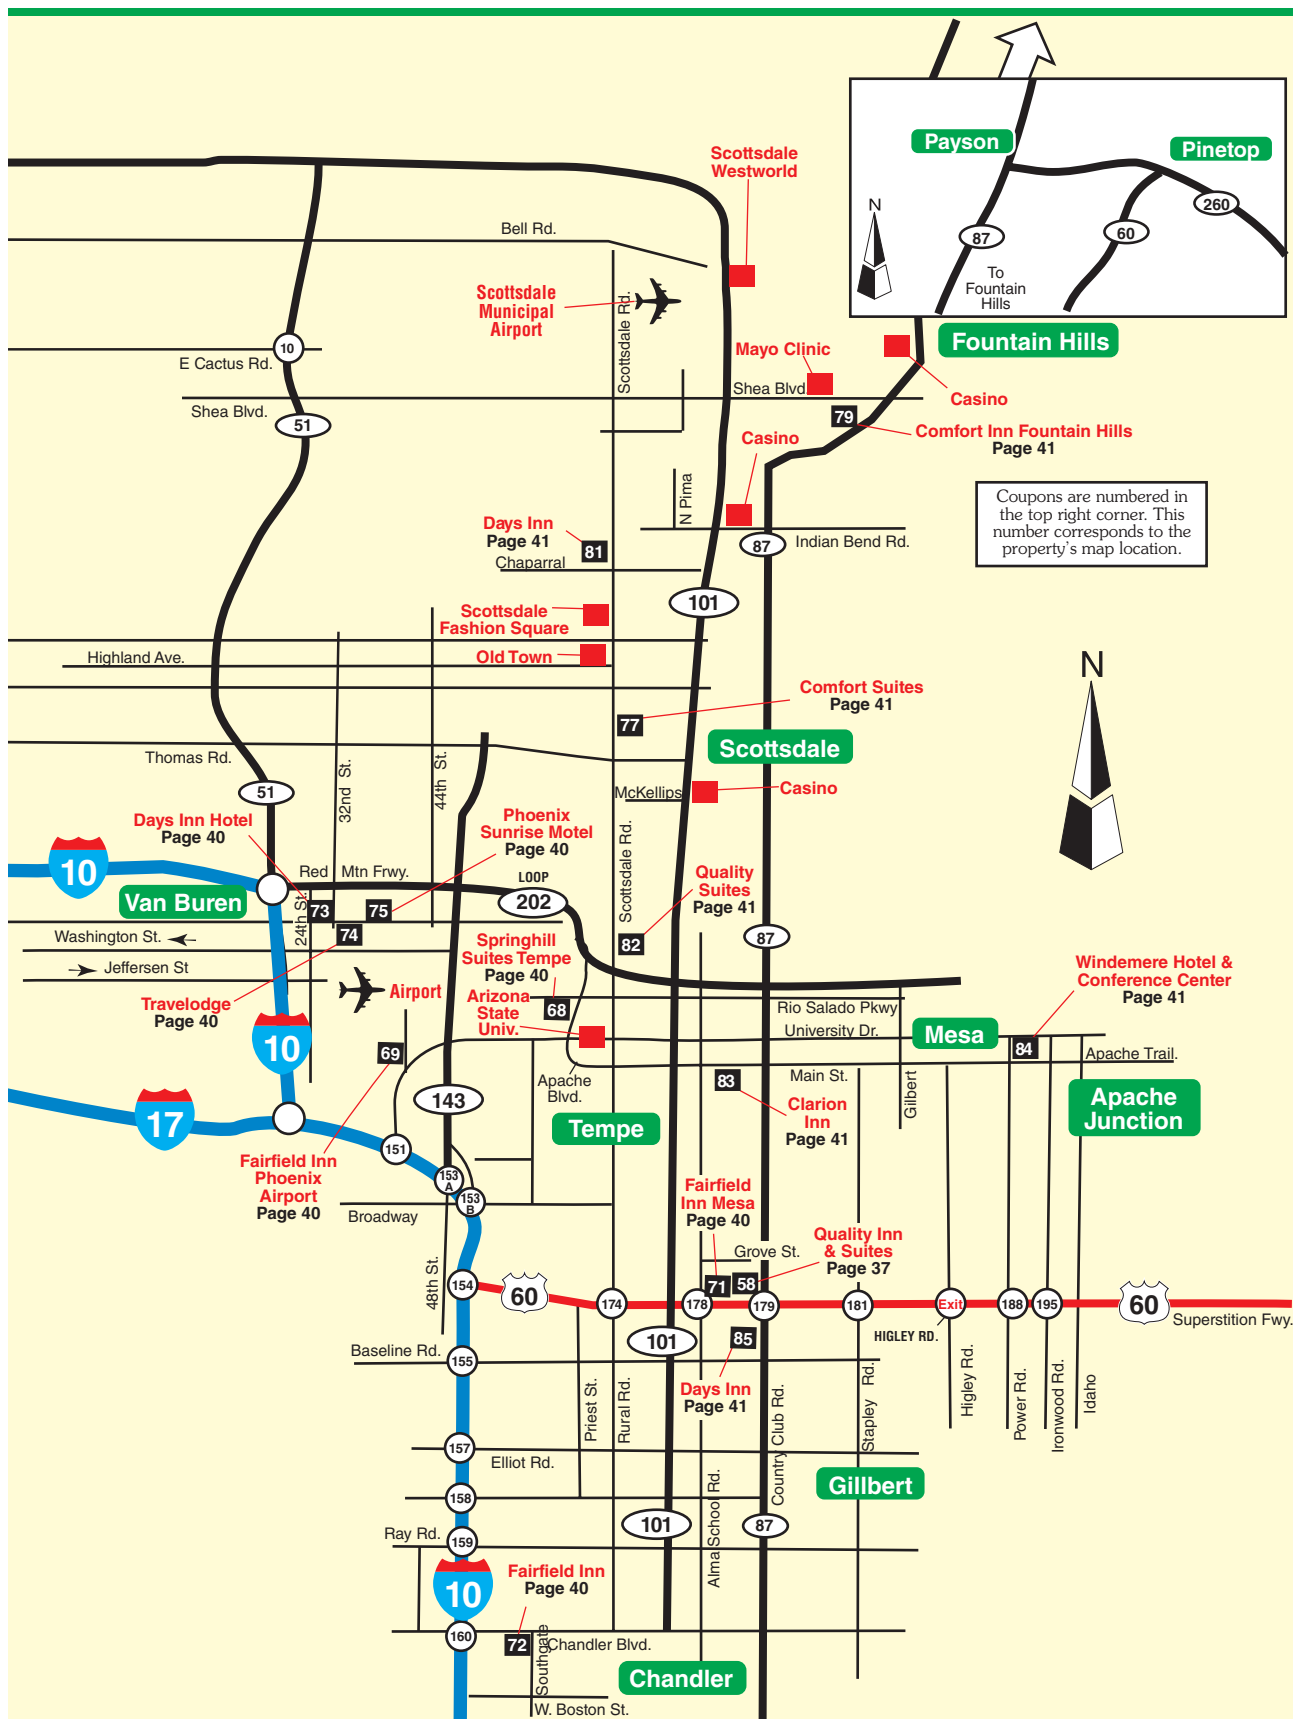 Payson
Pinetop
N
260
60
87
To
Fountain
Hills
Scottsdale
Westworld
Bell Rd.
Scottsdale
Municipal
Airport
Scottsdale Rd.
Fountain Hills
10
E Cactus Rd.
Mayo Clinic
Shea Blvd.
Casino
Shea Blvd.
51
79
Comfort Inn Fountain Hills
Page 41
Casino
N Pima
Coupons are numbered in
the top right corner. This
number corresponds to the
property's map location.
Days Inn
Page 41
81
Chaparral
87
Indian Bend Rd.
101
Scottsdale
Fashion Square
Highland Ave.
Old Town
N
Comfort Suites
Page 41
77
Scottsdale
Thomas Rd.
32nd St.
44th St.
51
McKellips
Casino
Days Inn Hotel
Page 40
Phoenix
Sunrise Motel
Page 40
Scottsdale Rd.
10
Red Mtn Frwy.
LOOP
202
Quality
Suites
Page 41
Van Buren
24th St.
73
75
74
82
87
Washington St.
Jeffersen St
Springhill
Suites Tempe
Page 40
68
Windemere Hotel &
Conference Center
Page 41
Travelodge
Page 40
Airport
Arizona
State
Univ.
Rio Salado Pkwy
University Dr.
Mesa
84
Apache Trail.
10
69
Apache
Blvd.
83
Main St.
Gilbert
Clarion
Inn
Page 41
Apache
Junction
17
143
Tempe
151
Fairfield Inn
Phoenix
Airport
Page 40
153
A
153
B
Broadway
Fairfield
Inn Mesa
Page 40
Grove St.
Quality Inn
& Suites
Page 37
48th St.
154
60
71
58
174
178
179
181
Exit
188
195
60
HIGLEY RD.
Superstition Fwy.
101
85
Baseline Rd.
155
Days Inn
Page 41
Priest St.
Rural Rd.
Country Club Rd.
Stapley Rd.
Higley Rd.
Power Rd.
Ironwood Rd.
Idaho
157
Elliot Rd.
Gillbert
158
Alma School Rd.
101
87
Ray Rd.
159
10
Fairfield Inn
Page 40
160
72
Southgate
Chandler Blvd.
Chandler
W. Boston St.